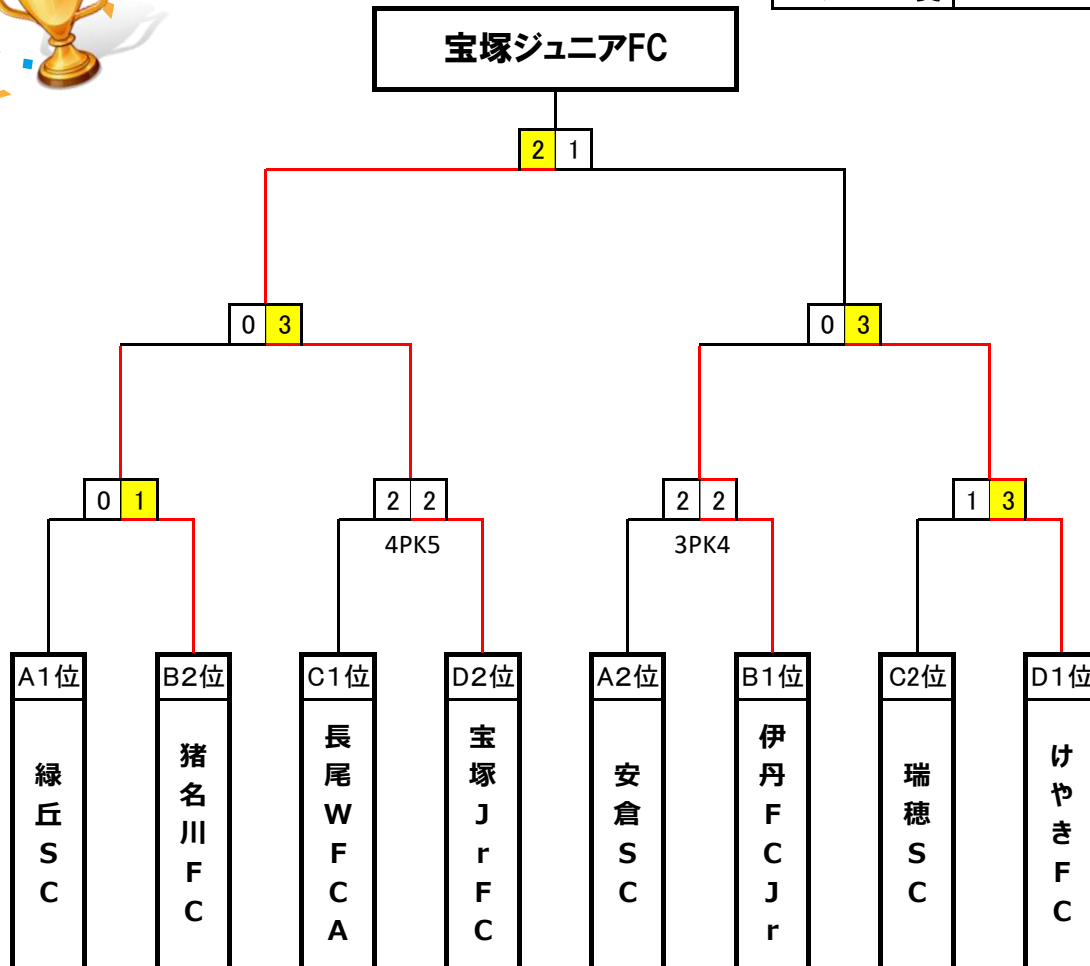 宝塚ジュニアFC
2 1
0 3
0 3
0 1
2 2
2 2
1 3
4PK5
3PK4
A1位
B2位
C1位
D2位
A2位
B1位
C2位
D1位
緑丘SC
猪名川FC
長尾WFCA
宝塚JrFC
安倉SC
伊丹FCJr
瑞穂SC
けやきFC